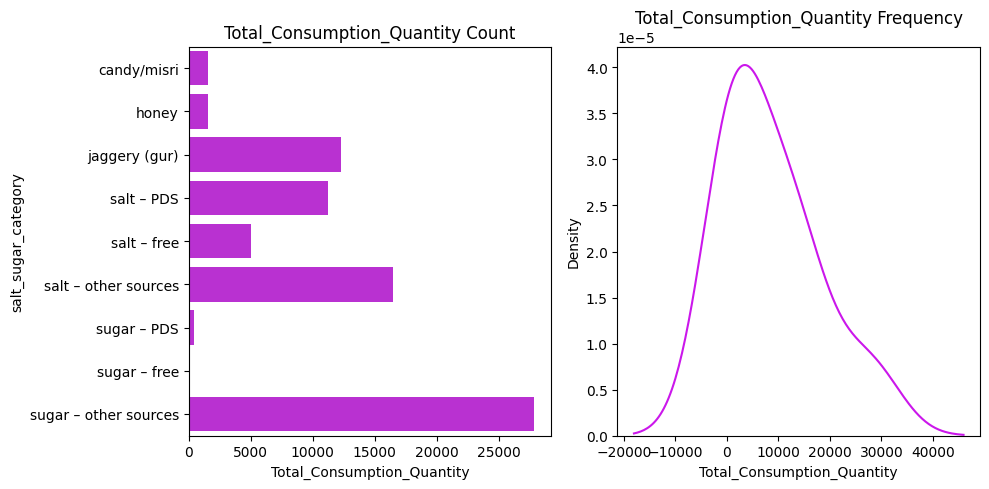 Total_Consumption_Quantity Count
salt_sugar_category
candy/misri
honey
jaggery (gur)
salt – PDS
salt – free
salt – other sources
sugar – PDS
sugar – free
sugar – other sources
0 5000 10000 15000 20000 25000
Total_Consumption_Quantity
Total_Consumption_Quantity Frequency
1e−5
Density
4.0
3.5
3.0
2.5
2.0
1.5
1.0
0.5
0.0
−20000 −10000 0 10000 20000 30000 40000
Total_Consumption_Quantity